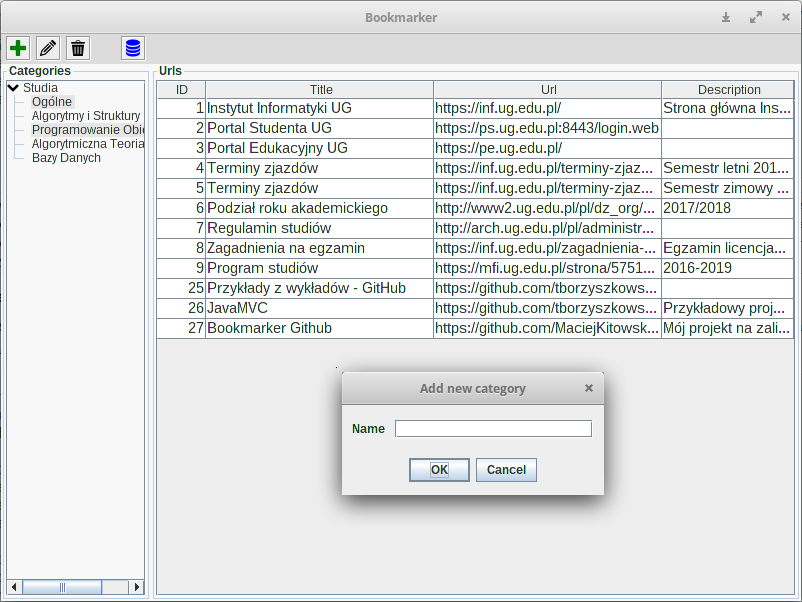 Bookmarker
Categories
Studia
Ogólne
Algorytmy i Struktury
Programowanie Obie
Algorytmiczna Teoria
Bazy Danych
Urls
ID Title Url Description
1 Instytut Informatyki UG https://inf.ug.edu.pl/ Strona główna Ins...
2 Portal Studenta UG https://ps.ug.edu.pl:8443/login.web
3 Portal Edukacyjny UG https://pe.ug.edu.pl/
4 Terminy zjazdów https://inf.ug.edu.pl/terminy-zjaz... Semestr letni 201...
5 Terminy zjazdów https://inf.ug.edu.pl/terminy-zjaz... Semestr zimowy ...
6 Podział roku akademickiego http://www2.ug.edu.pl/pl/dz_org/... 2017/2018
7 Regulamin studiów http://arch.ug.edu.pl/pl/administr...
8 Zagadnienia na egzamin https://inf.ug.edu.pl/zagadnienia-... Egzamin licencja...
9 Program studiów https://mfi.ug.edu.pl/strona/5751... 2016-2019
25 Przykłady z wykładów - GitHub https://github.com/tborzyszkows...
26 JavaMVC https://github.com/tborzyszkows... Przykładowy proj...
27 Bookmarker Github https://github.com/MaciejKitowsk... Mój projekt na zali...
Add new category
Name
OK Cancel